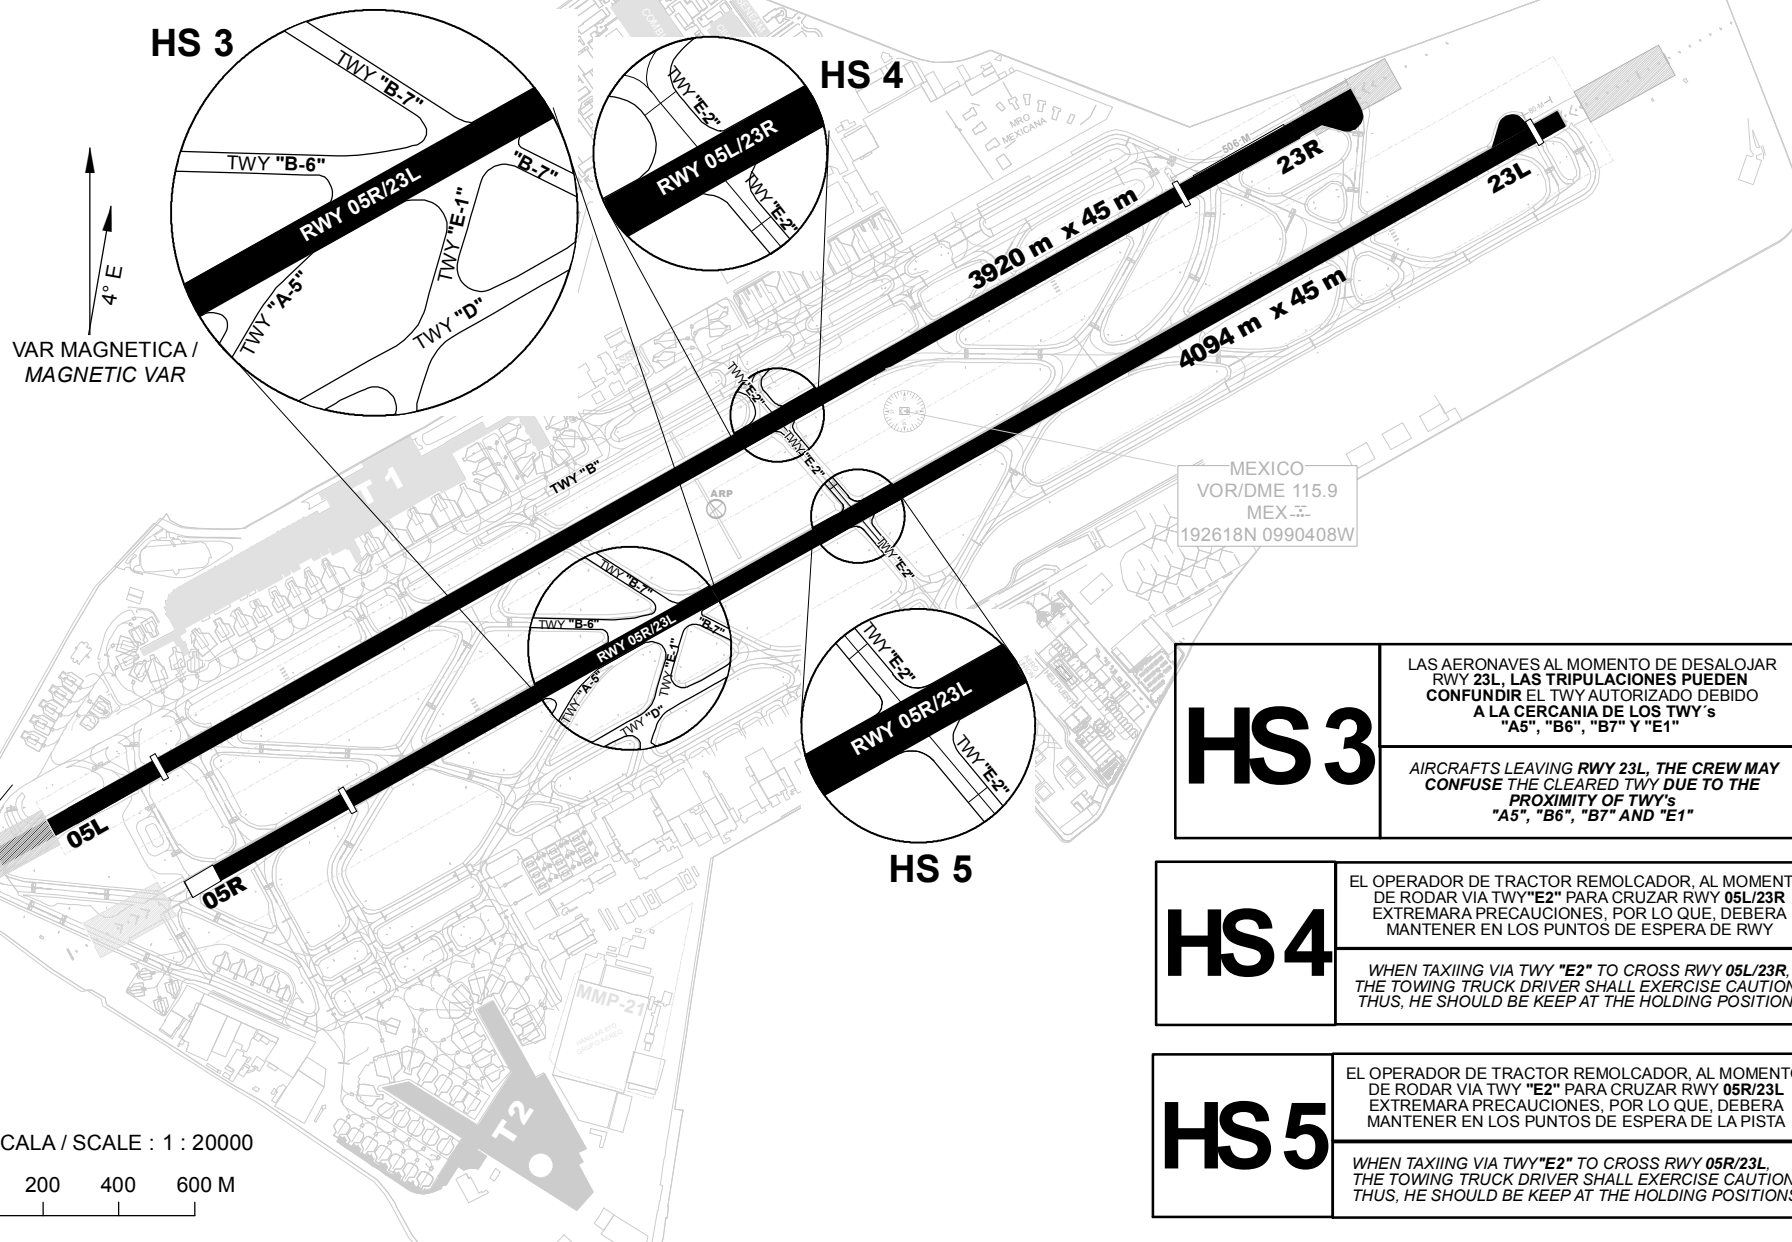 HS 3
TWY "B-7"
TWY "B-6"
"B-7"
RWY 05R/23L
TWY "E-1"
TWY "A-5"
TWY "D"
HS 4
TWY "E-2"
RWY 05L/23R
TWY "E-2"
4° E
VAR MAGNETICA /
MAGNETIC VAR
MRO
MEXICANA
506-M
23R
23L
3920 m x 45 m
4094 m x 45 m
TWY "E-2"
TWY "E-2"
TWY "E-2"
T 1
TWY "B"
ARP
MEXICO
VOR/DME 115.9
MEX
192618N 0990408W
TWY "B-7"
TWY "B-6"
"B-7"
RWY 05R/23L
TWY "E-1"
TWY "A-5"
TWY "D"
TWY "E-2"
RWY 05R/23L
TWY "E-2"
HS 5
05L
05R
MMP-21
T2
HS 3
LAS AERONAVES AL MOMENTO DE DESALOJAR
RWY 23L, LAS TRIPULACIONES PUEDEN
CONFUNDIR EL TWY AUTORIZADO DEBIDO
A LA CERCANIA DE LOS TWY´s
"A5", "B6", "B7" Y "E1"
AIRCRAFTS LEAVING RWY 23L, THE CREW MAY
CONFUSE THE CLEARED TWY DUE TO THE
PROXIMITY OF TWY's
"A5", "B6", "B7" AND "E1"
HS 4
EL OPERADOR DE TRACTOR REMOLCADOR, AL MOMENT
DE RODAR VIA TWY"E2" PARA CRUZAR RWY 05L/23R
EXTREMARA PRECAUCIONES, POR LO QUE, DEBERA
MANTENER EN LOS PUNTOS DE ESPERA DE RWY
WHEN TAXIING VIA TWY "E2" TO CROSS RWY 05L/23R,
THE TOWING TRUCK DRIVER SHALL EXERCISE CAUTION
THUS, HE SHOULD BE KEEP AT THE HOLDING POSITION
HS 5
EL OPERADOR DE TRACTOR REMOLCADOR, AL MOMENTO
DE RODAR VIA TWY "E2" PARA CRUZAR RWY 05R/23L
EXTREMARA PRECAUCIONES, POR LO QUE, DEBERA
MANTENER EN LOS PUNTOS DE ESPERA DE LA PISTA
WHEN TAXIING VIA TWY"E2" TO CROSS RWY 05R/23L,
THE TOWING TRUCK DRIVER SHALL EXERCISE CAUTION
THUS, HE SHOULD BE KEEP AT THE HOLDING POSITIONS
CALA / SCALE : 1 : 20000
200 400 600 M